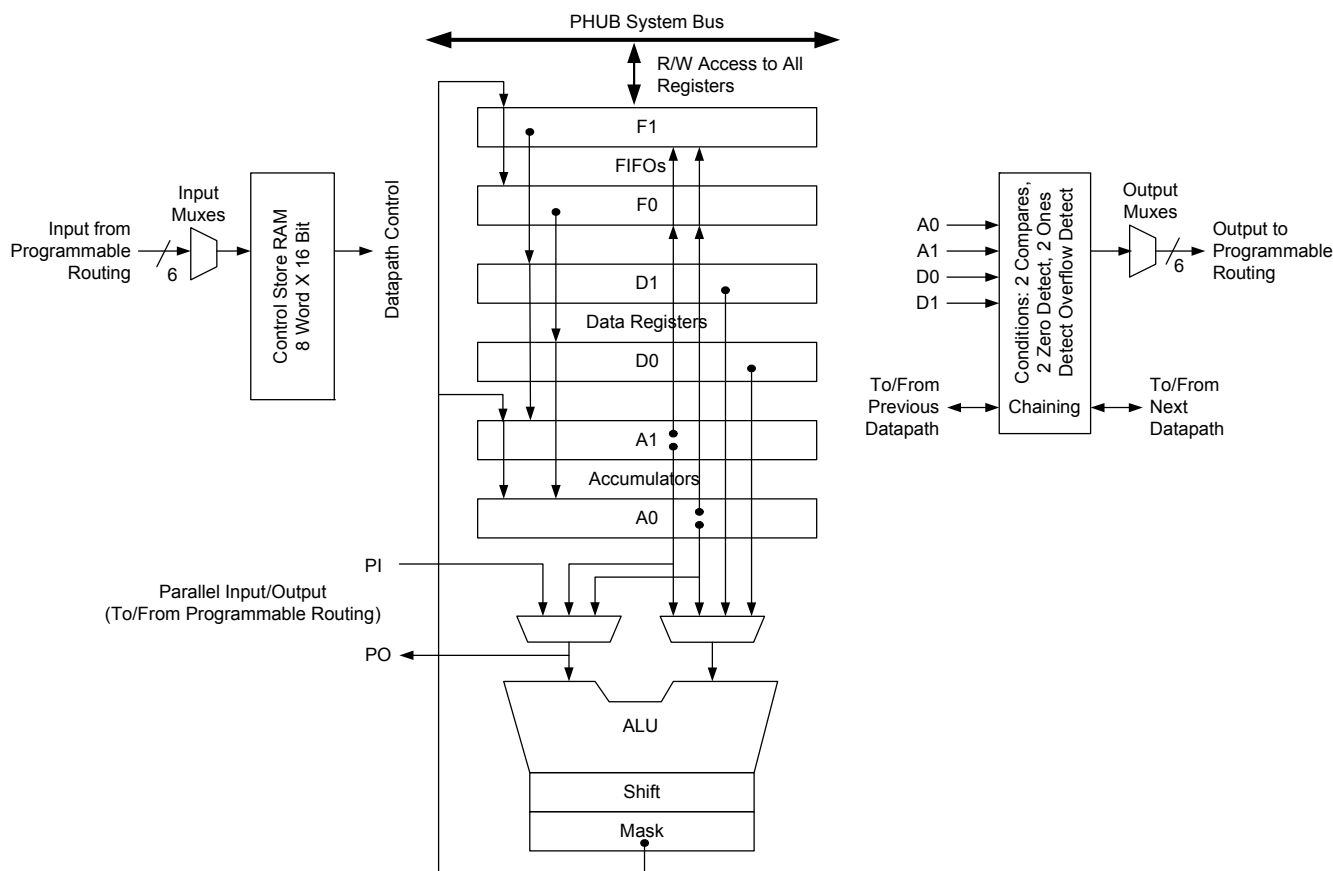 PHUB System Bus
R/W Access to All
Registers
F1
FIFOs
F0
D1
Data Registers
D0
A1
Accumulators
A0
Input from
Programmable
Routing
6
Input
Muxes
Control Store RAM
8 Word X 16 Bit
Datapath Control
A0
A1
D0
D1
Conditions: 2 Compares,
2 Zero Detect, 2 Ones
Detect Overflow Detect
Output
Muxes
6
Output to
Programmable
Routing
To/From
Previous
Datapath
Chaining
To/From
Next
Datapath
PI
Parallel Input/Output
(To/From Programmable Routing)
PO
ALU
Shift
Mask